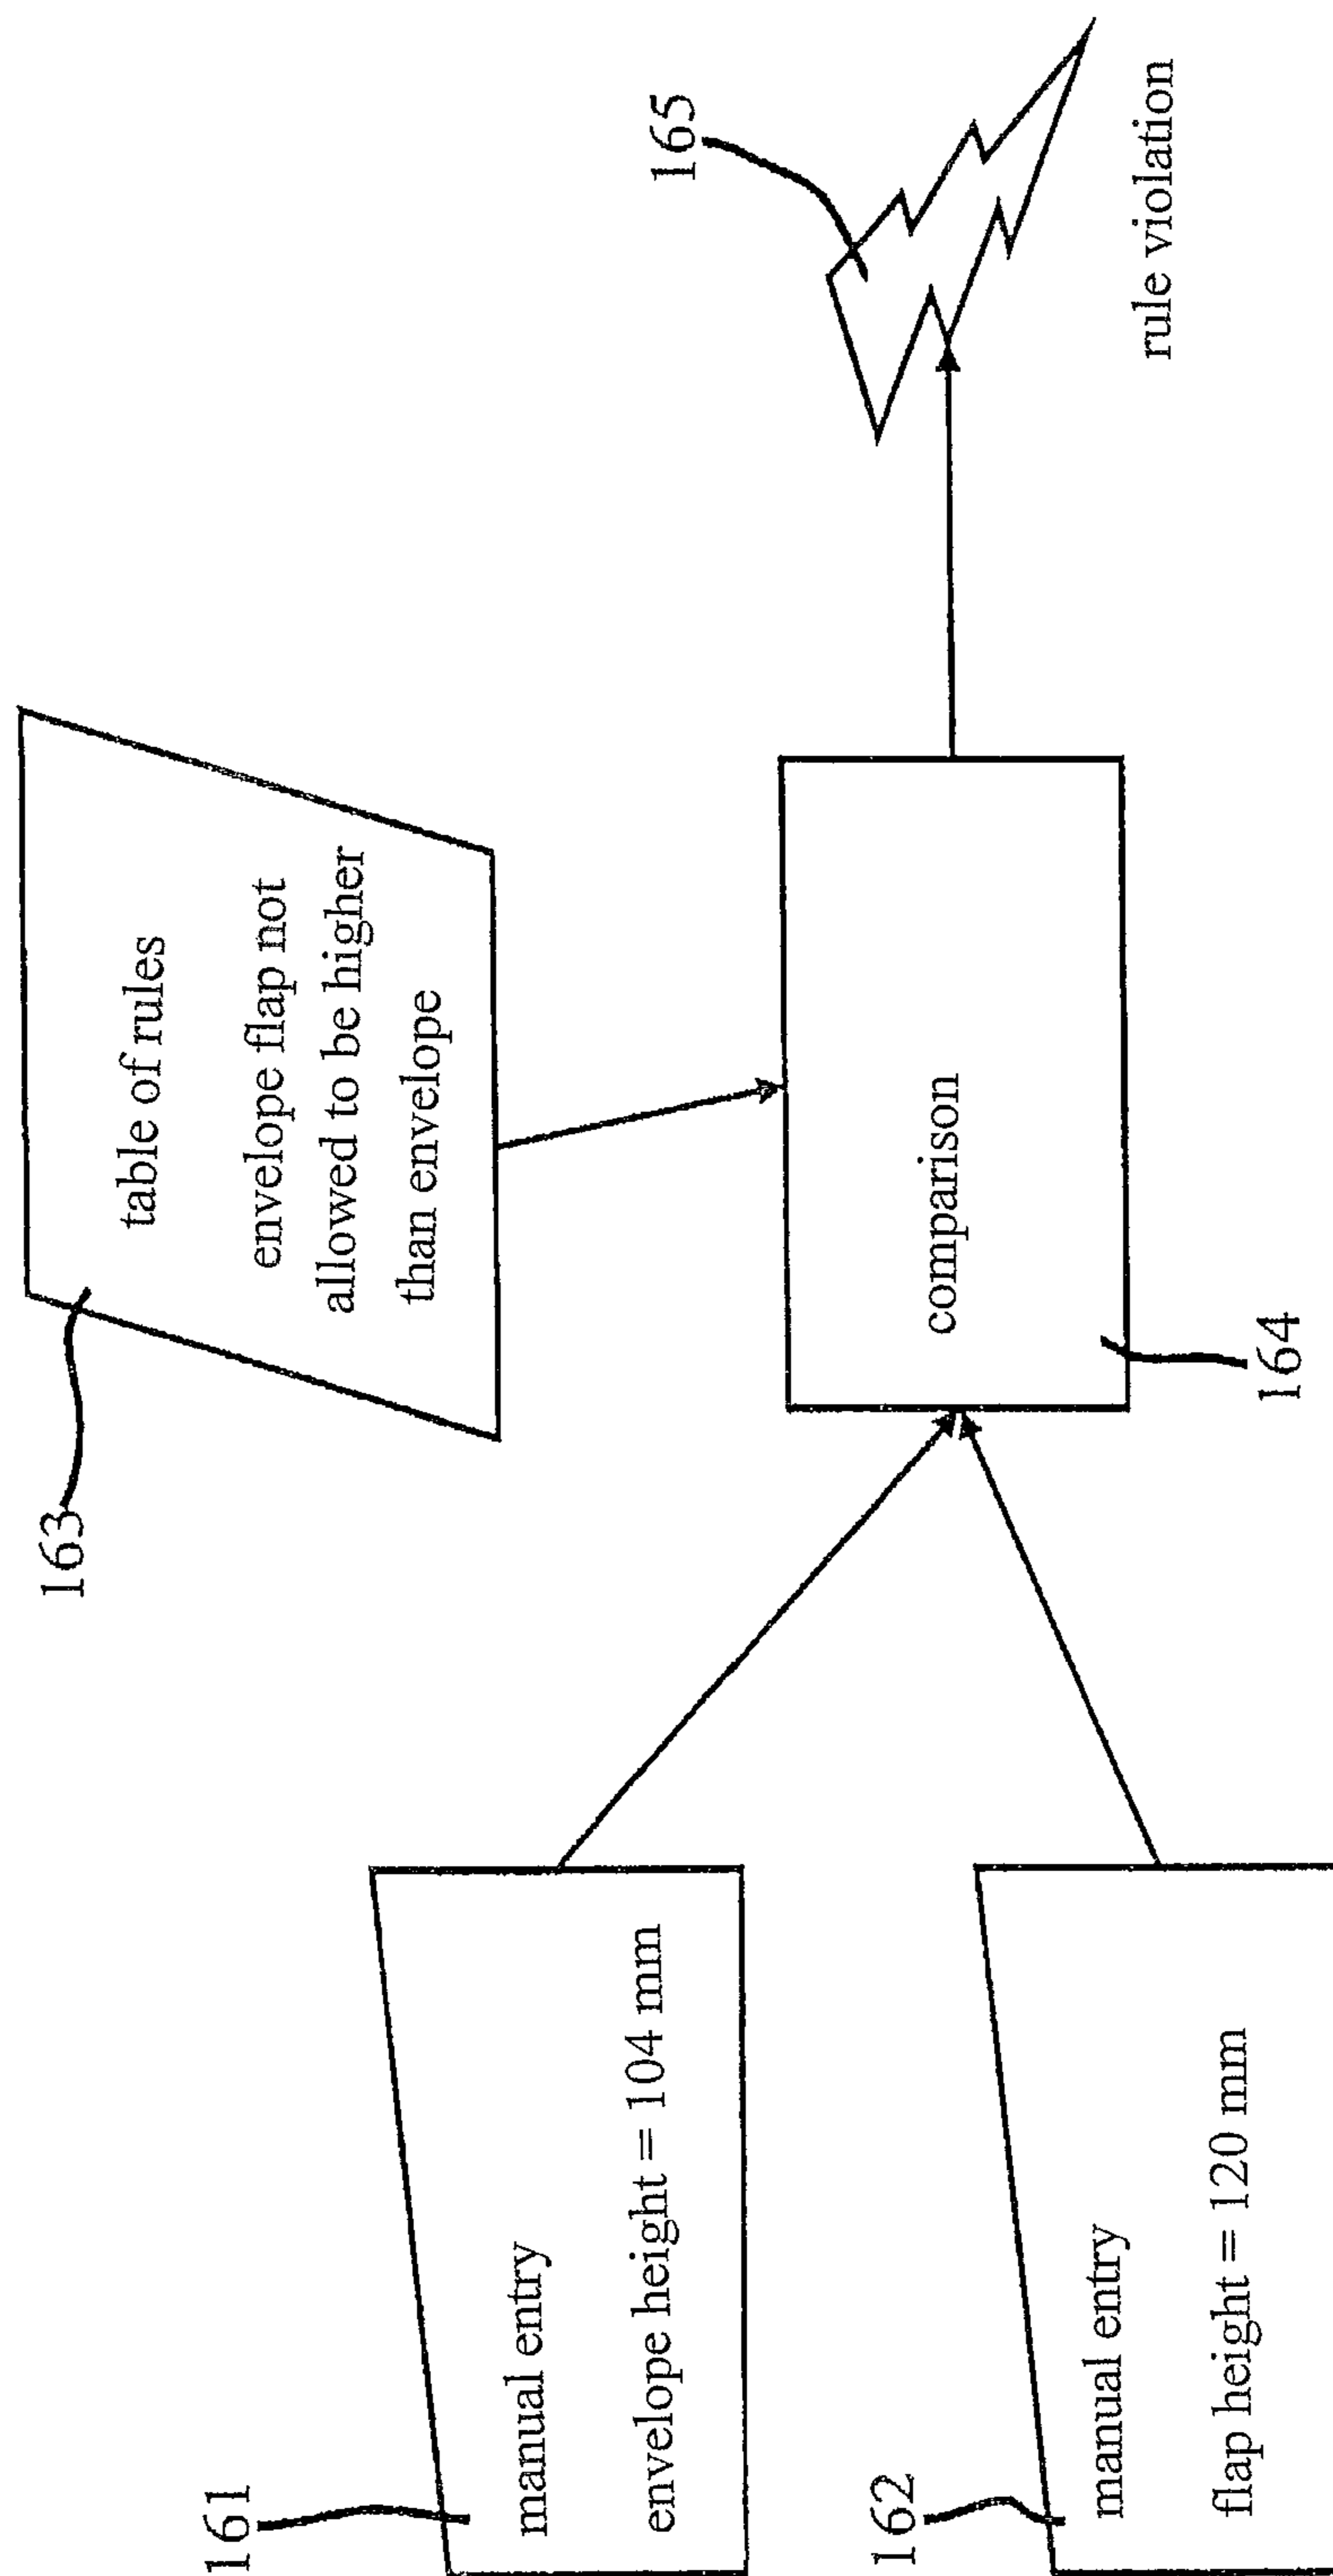 163
table of rules
envelope flap not
allowed to be higher
than envelope
161
manual entry
envelope height = 104 mm
165
comparison
164
rule violation
162
manual entry
flap height = 120 mm